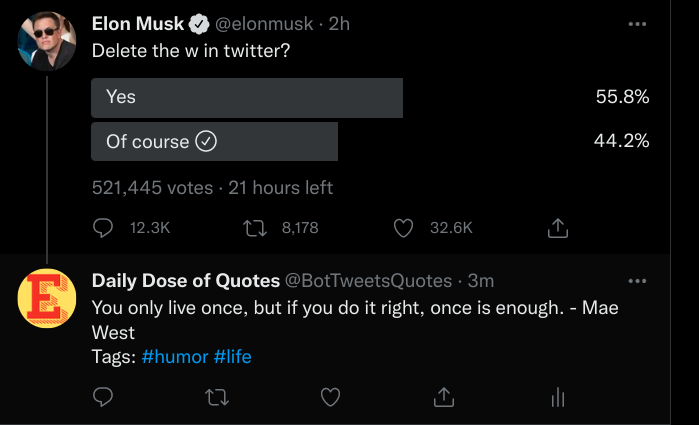 Elon Musk @elonmusk · 2h
Delete the w in twitter?
Yes 55.8%
Of course 44.2%
521,445 votes · 21 hours left
12.3K 8,178 32.6K
E
Daily Dose of Quotes @BotTweetsQuotes · 3m
You only live once, but if you do it right, once is enough. - Mae
West
Tags: #humor #life